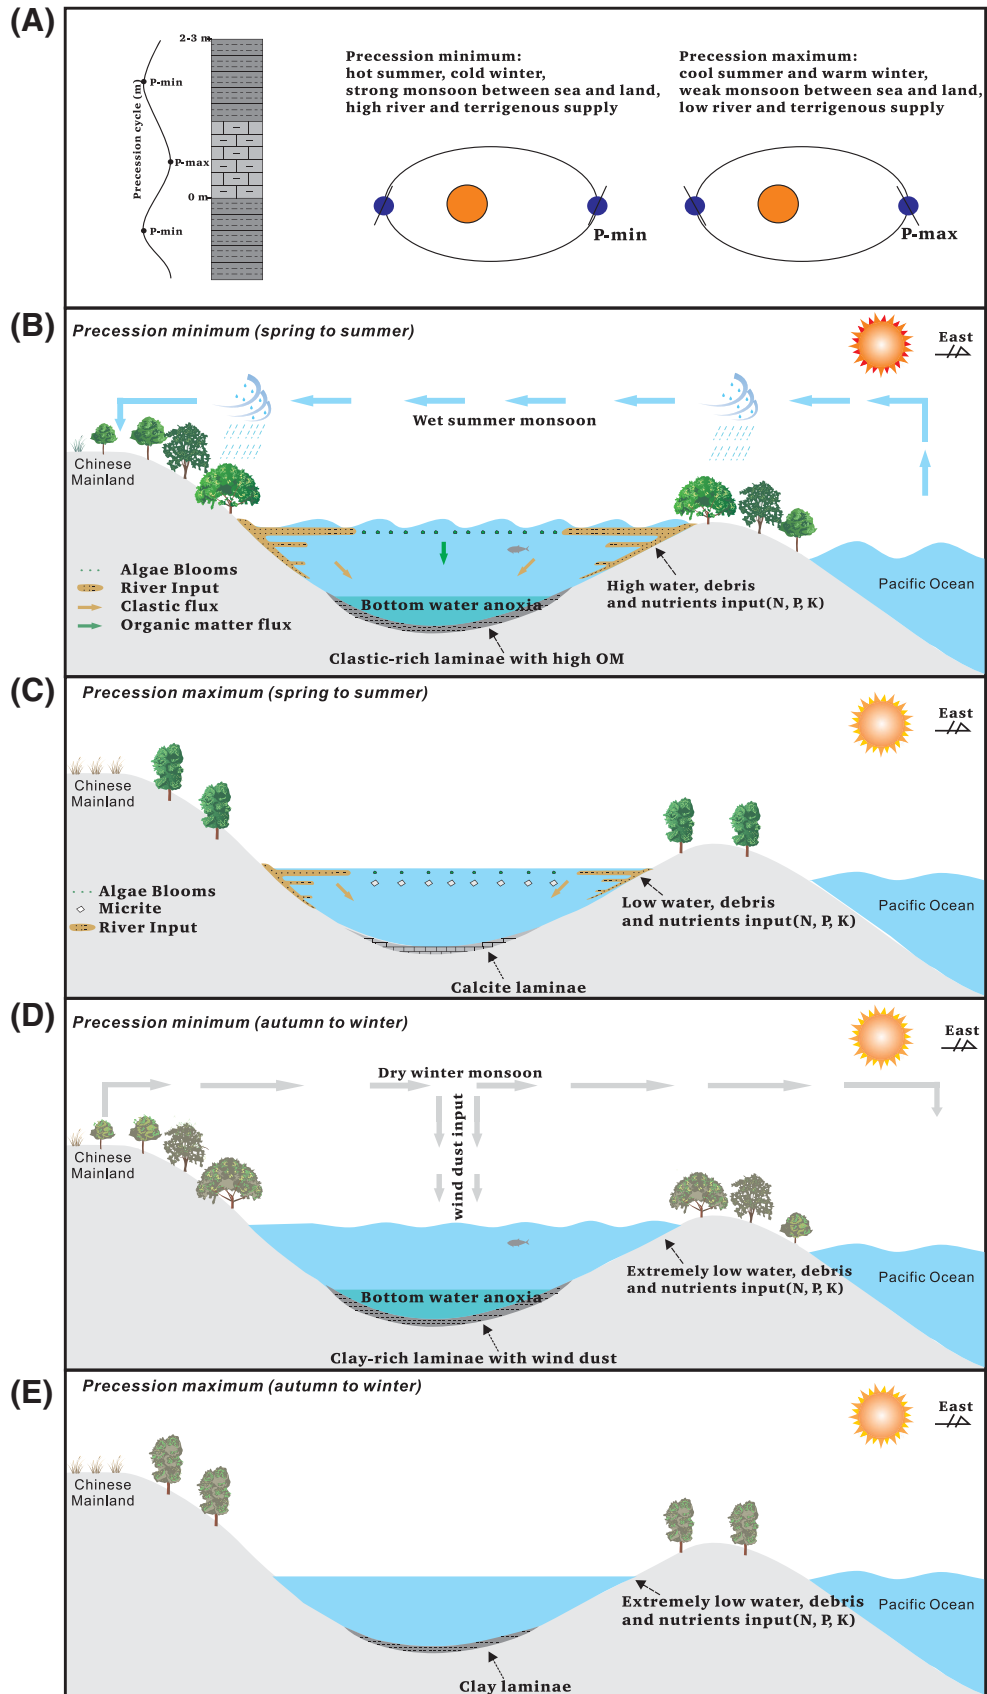 (A)
2-3 m
P-min
P-max
0 m
P-min
Precession cycle (m)
Precession minimum:
hot summer, cold winter,
strong monsoon between sea and land,
high river and terrigenous supply
P-min
Precession maximum:
cool summer and warm winter,
weak monsoon between sea and land,
low river and terrigenous supply
P-max
(B)
Precession minimum (spring to summer)
East
Wet summer monsoon
Chinese
Mainland
Algae Blooms
River Input
Clastic flux
Organic matter flux
Bottom water anoxia
High water, debris
and nutrients input(N, P, K)
Pacific Ocean
Clastic-rich laminae with high OM
(C)
Precession maximum (spring to summer)
East
Chinese
Mainland
Algae Blooms
Micrite
River Input
Low water, debris
and nutrients input(N, P, K)
Pacific Ocean
Calcite laminae
(D)
Precession minimum (autumn to winter)
East
Dry winter monsoon
wind dust input
Chinese
Mainland
Bottom water anoxia
Extremely low water, debris
and nutrients input(N, P, K)
Pacific Ocean
Clay-rich laminae with wind dust
(E)
Precession maximum (autumn to winter)
East
Chinese
Mainland
Extremely low water, debris
and nutrients input(N, P, K)
Pacific Ocean
Clay laminae